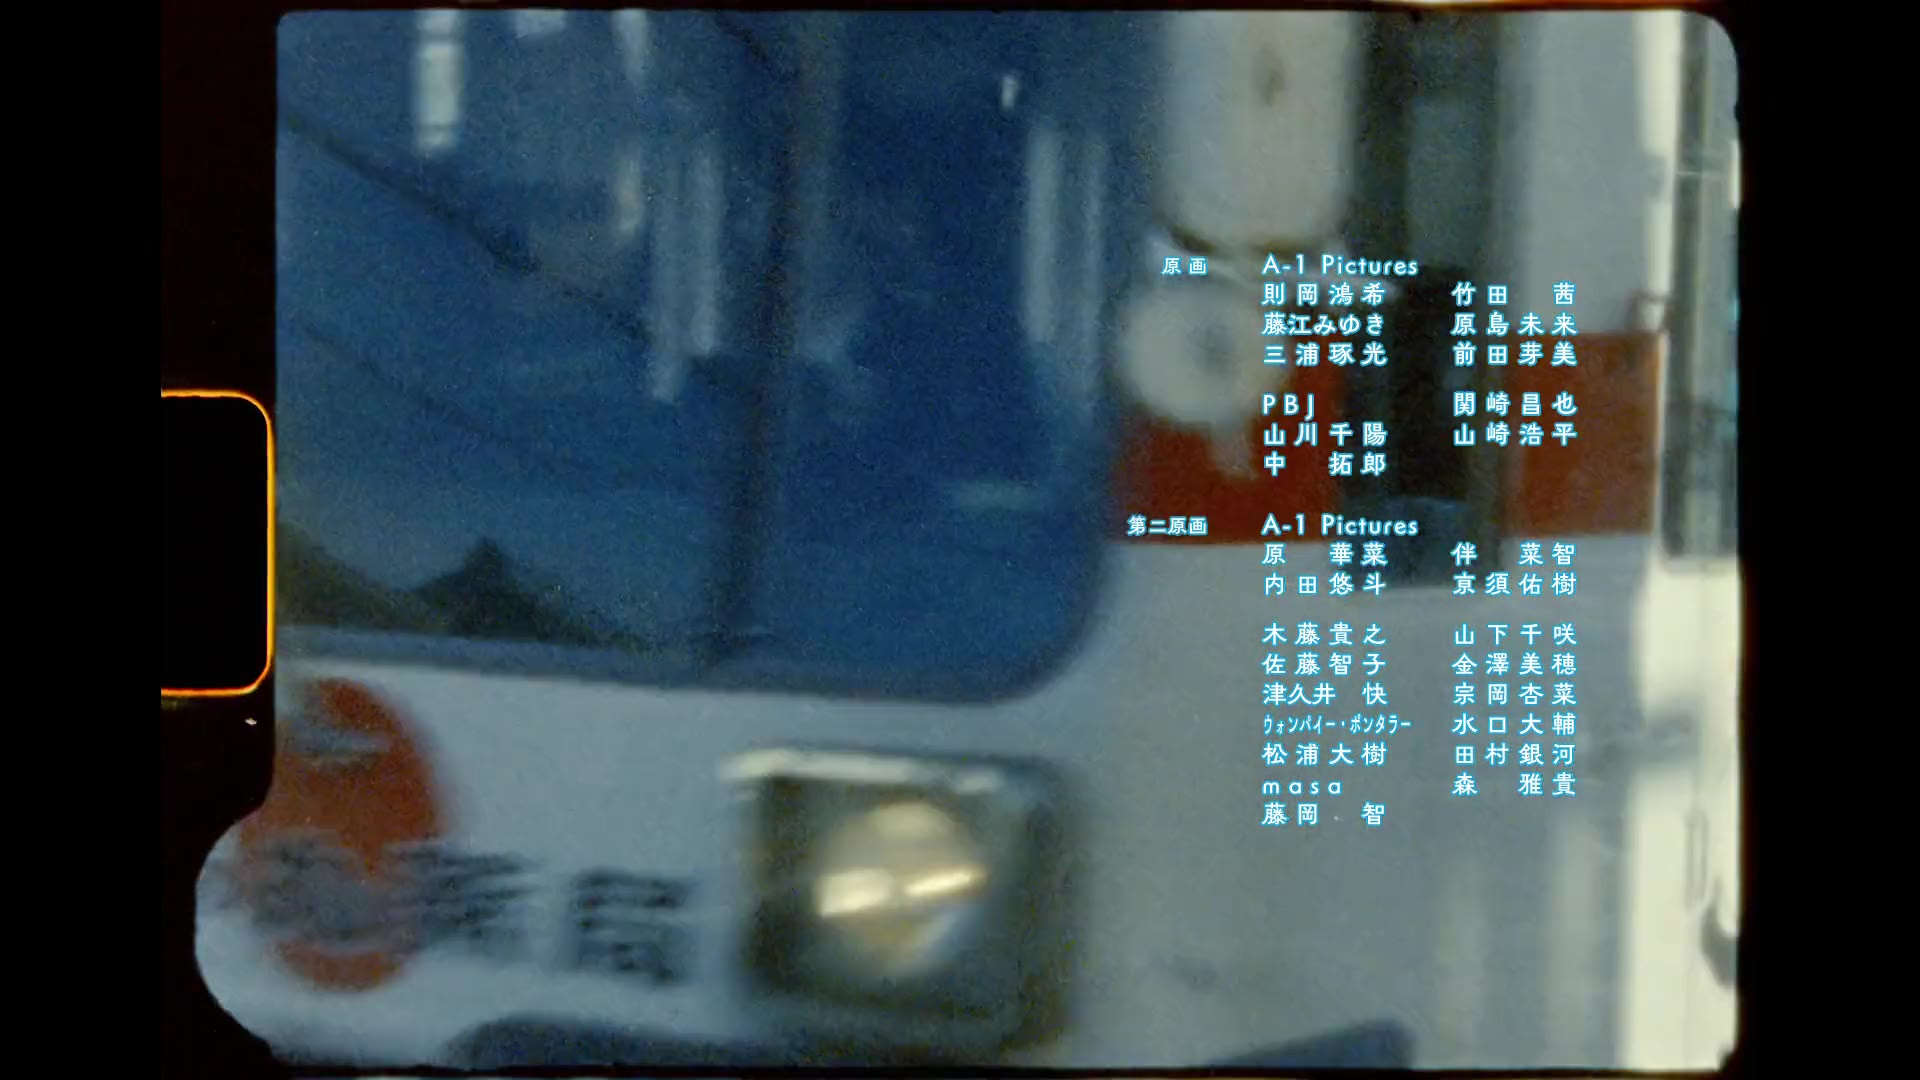 原画 A-1 Pictures
則岡鴻希 竹田 茜
藤江みゆき 原島未来
三浦琢光 前田芽美
PBJ 関崎昌也
山川千陽 山崎浩平
中 拓郎
第二原画 A-1 Pictures
原 華菜 伴 菜智
内田悠斗 亰須佑樹
木藤貴之 山下千咲
佐藤智子 金澤美穂
津久井 快 宗岡杏菜
ウォンパイー・ポンタラー 水口大輔
松浦大樹 田村銀河
masa 森 雅貴
藤岡 智